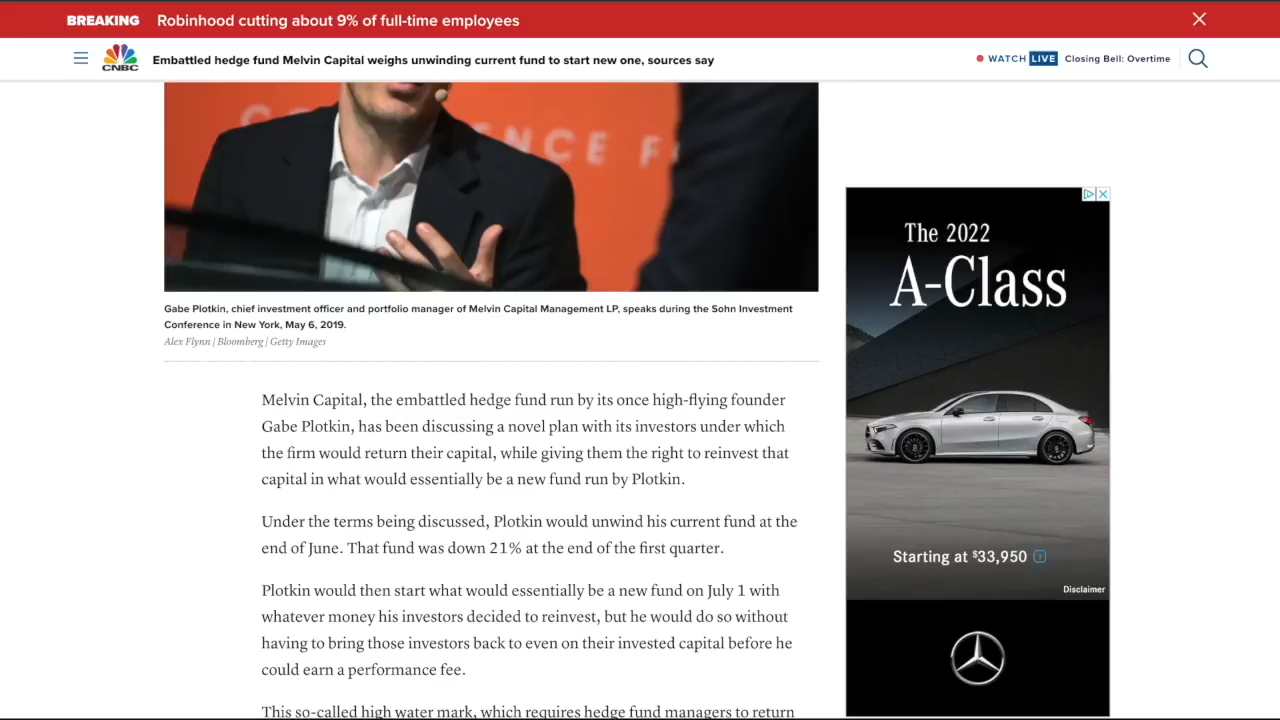 BREAKING Robinhood cutting about 9% of full-time employees
CNBC
Embattled hedge fund Melvin Capital weighs unwinding current fund to start new one, sources say
WATCH LIVE Closing Bell: Overtime
Gabe Plotkin, chief investment officer and portfolio manager of Melvin Capital Management LP, speaks during the Sohn Investment
Conference in New York, May 6, 2019.
Alex Flynn | Bloomberg | Getty Images
Melvin Capital, the embattled hedge fund run by its once high-flying founder
Gabe Plotkin, has been discussing a novel plan with its investors under which
the firm would return their capital, while giving them the right to reinvest that
capital in what would essentially be a new fund run by Plotkin.
Under the terms being discussed, Plotkin would unwind his current fund at the
end of June. That fund was down 21% at the end of the first quarter.
Plotkin would then start what would essentially be a new fund on July 1 with
whatever money his investors decided to reinvest, but he would do so without
having to bring those investors back to even on their invested capital before he
could earn a performance fee.
This so-called high water mark, which requires hedge fund managers to return
The 2022
A-Class
Starting at $33,950
Disclaimer